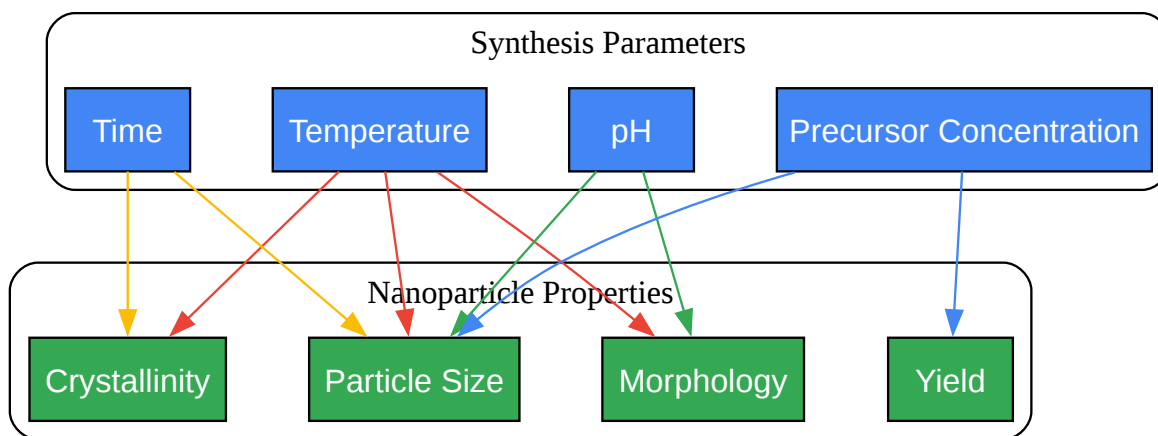 Synthesis Parameters
Time
Temperature
pH
Precursor Concentration
Nanoparticle Properties
Crystallinity
Particle Size
Morphology
Yield